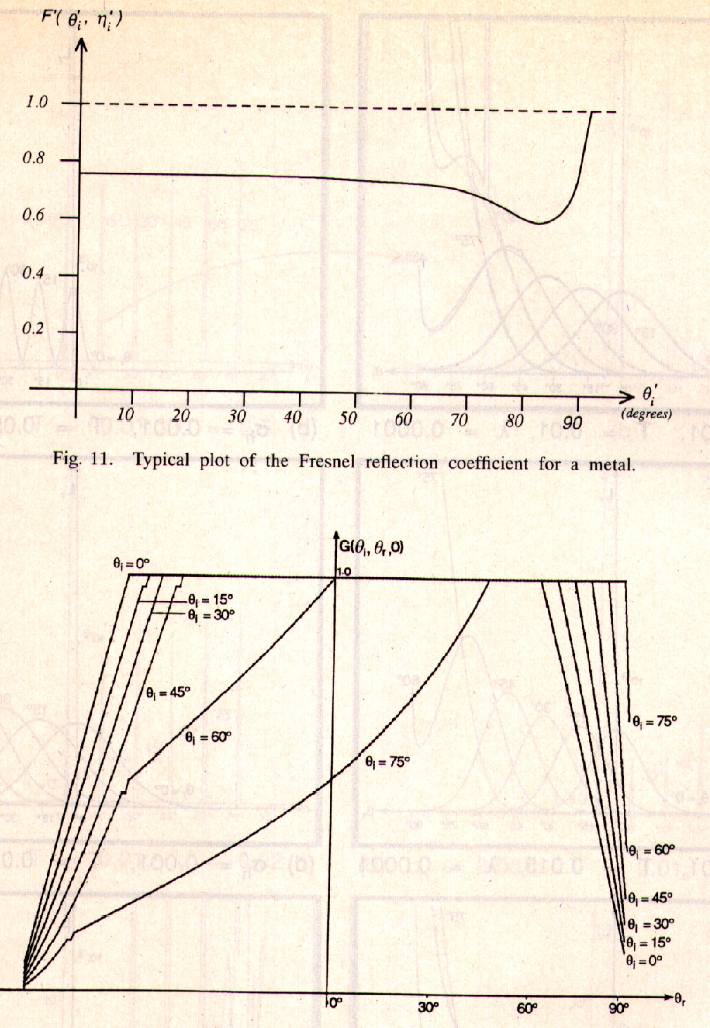 F'( θ'i, η'i )
1.0
0.8
0.6
0.4
0.2
10 20 30 40 50 60 70 80 90
θ'i
(degrees)
Fig. 11. Typical plot of the Fresnel reflection coefficient for a metal.
G(θi, θr,0)
1.0
θi = 0°
θi = 15°
θi = 30°
θi = 45°
θi = 60°
θi = 75°
θi = 75°
θi = 60°
θi = 45°
θi = 30°
θi = 15°
θi = 0°
0° 30° 60° 90°
θr